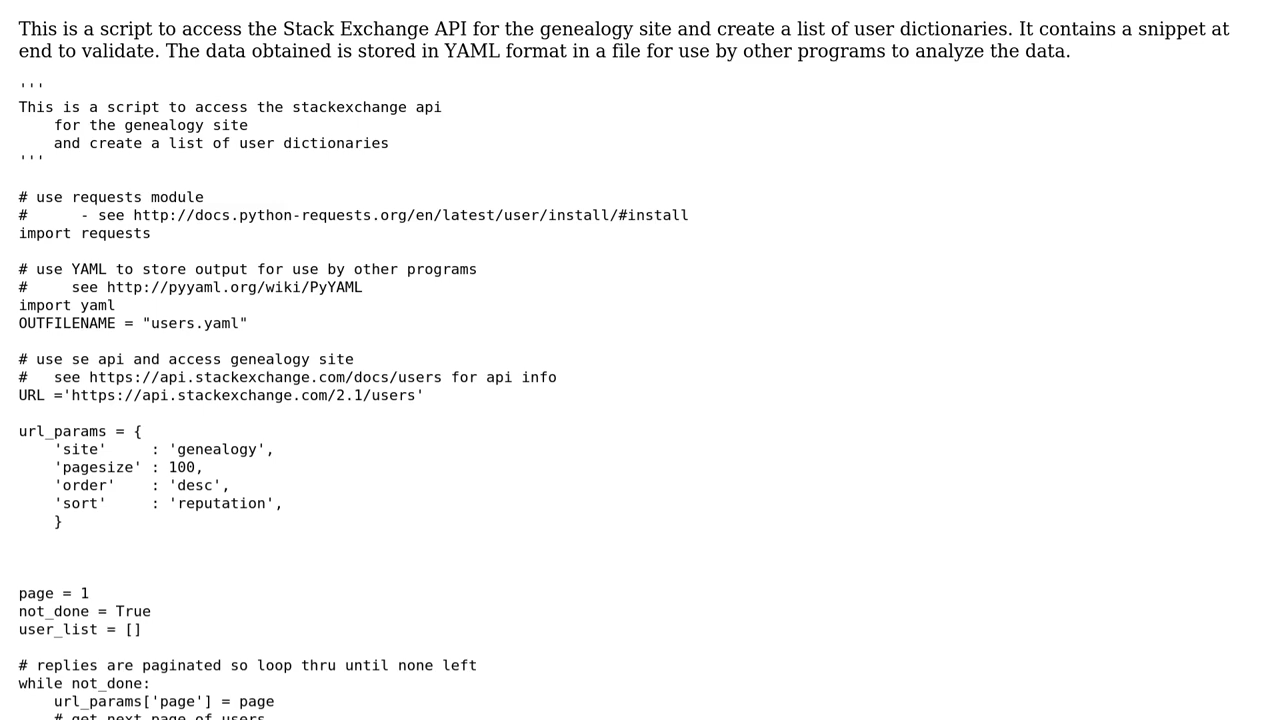 This is a script to access the Stack Exchange API for the genealogy site and create a list of user dictionaries. It contains a snippet at
end to validate. The data obtained is stored in YAML format in a file for use by other programs to analyze the data.
'''
This is a script to access the stackexchange api
    for the genealogy site
    and create a list of user dictionaries
'''
# use requests module
#      - see http://docs.python-requests.org/en/latest/user/install/#install
import requests
# use YAML to store output for use by other programs
#     see http://pyyaml.org/wiki/PyYAML
import yaml
OUTFILENAME = "users.yaml"
# use se api and access genealogy site
#   see https://api.stackexchange.com/docs/users for api info
URL ='https://api.stackexchange.com/2.1/users'
url_params = {
    'site'     : 'genealogy',
    'pagesize' : 100,
    'order'    : 'desc',
    'sort'     : 'reputation',
    }
page = 1
not_done = True
user_list = []
# replies are paginated so loop thru until none left
while not_done:
    url_params['page'] = page
    # get next page of users